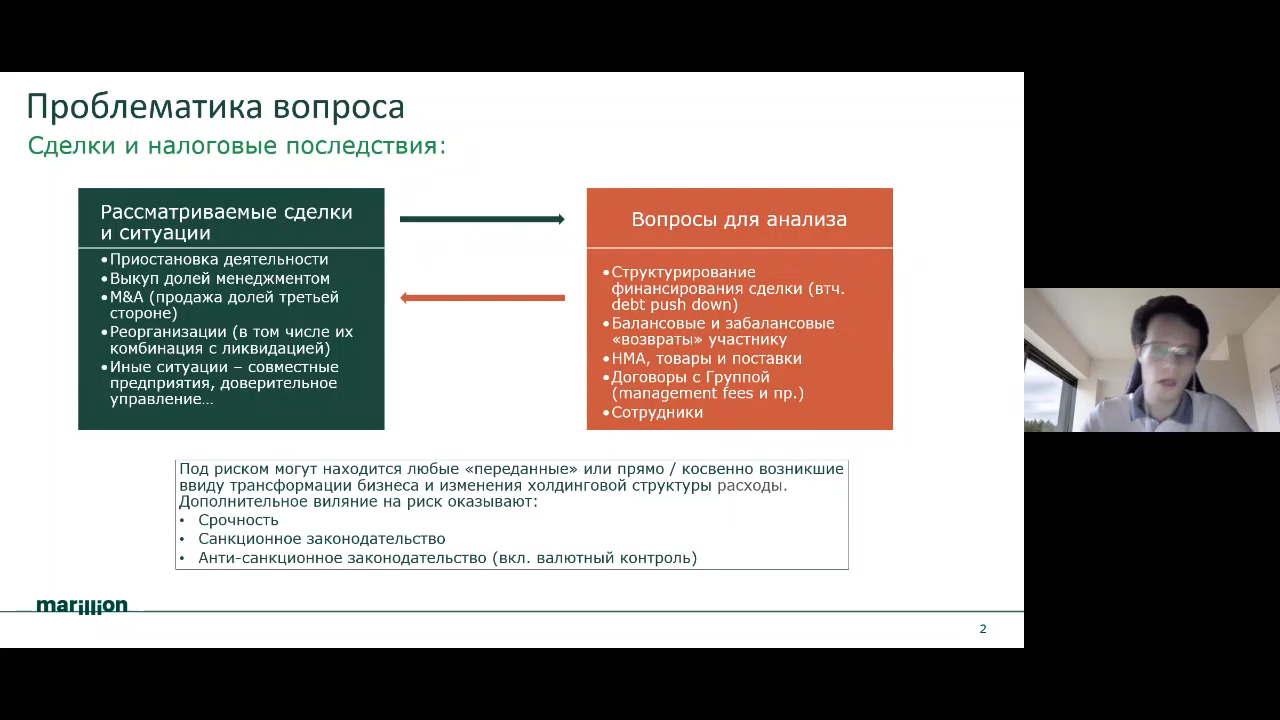 Проблематика вопроса
Сделки и налоговые последствия:
Рассматриваемые сделки
и ситуации
•Приостановка деятельности
•Выкуп долей менеджментом
•M&A (продажа долей третьей
стороне)
•Реорганизации (в том числе их
комбинация с ликвидацией)
•Иные ситуации – совместные
предприятия, доверительное
управление…
Вопросы для анализа
•Структурирование
финансирования сделки (втч.
debt push down)
•Балансовые и забалансовые
«возвраты» участнику
•НМА, товары и поставки
•Договоры с Группой
(management fees и пр.)
•Сотрудники
Под риском могут находится любые «переданные» или прямо / косвенно возникшие
ввиду трансформации бизнеса и изменения холдинговой структуры расходы.
Дополнительное виляние на риск оказывают:
• Срочность
• Санкционное законодательство
• Анти-санкционное законодательство (вкл. валютный контроль)
marillion
2